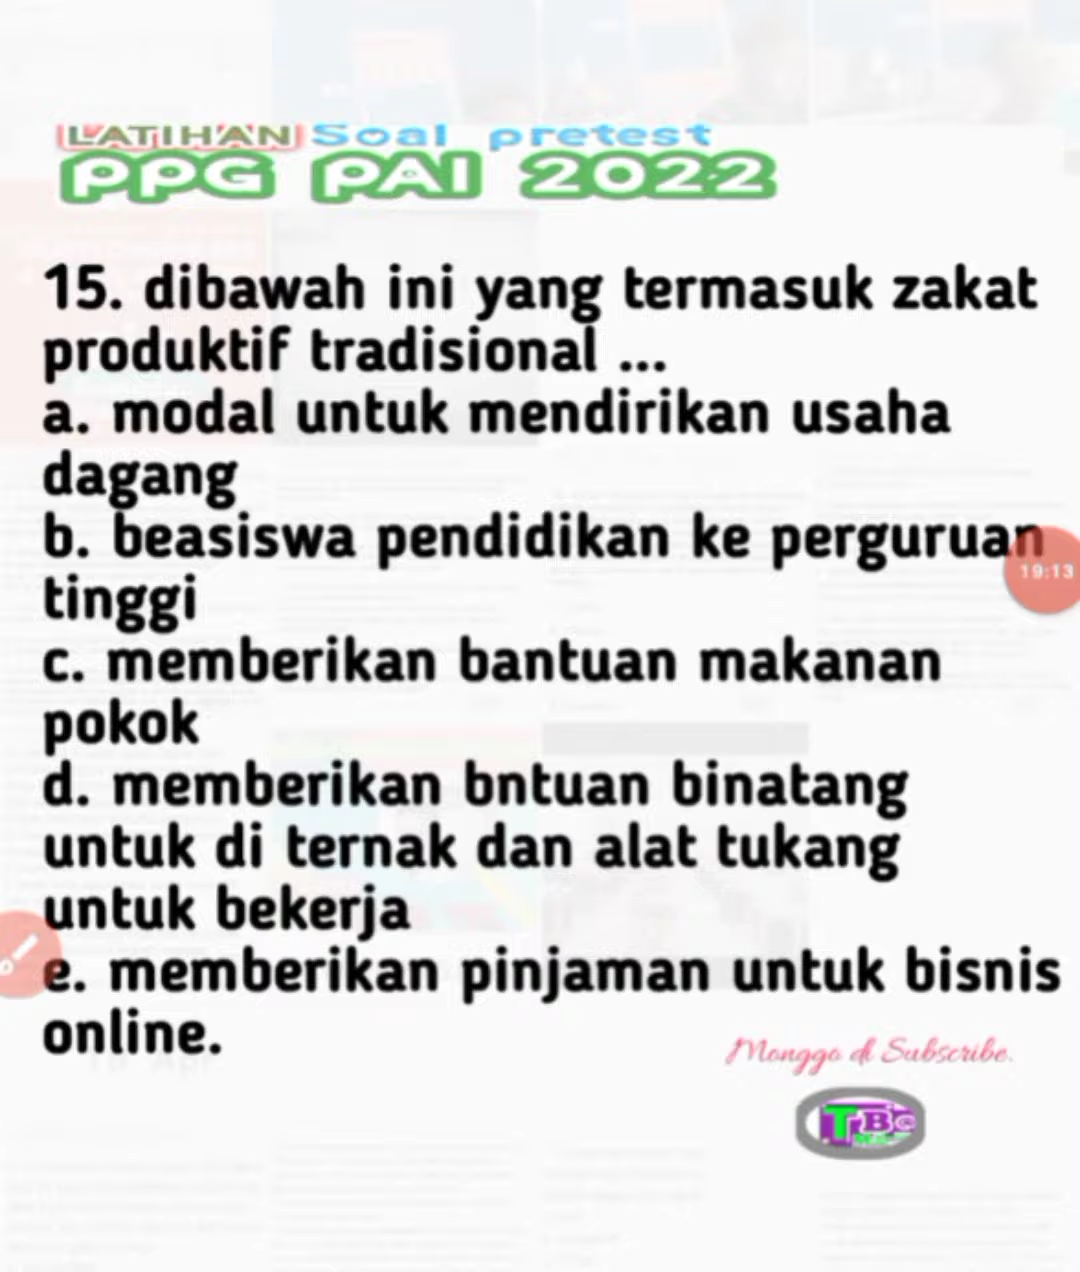 LATIHAN Soal pretest
PPG PAI 2022
15. dibawah ini yang termasuk zakat
produktif tradisional ...
a. modal untuk mendirikan usaha
dagang
b. beasiswa pendidikan ke perguruan
tinggi
19:13
c. memberikan bantuan makanan
pokok
d. memberikan bntuan binatang
untuk di ternak dan alat tukang
untuk bekerja
e. memberikan pinjaman untuk bisnis
online.
Monggo di Subscribe.